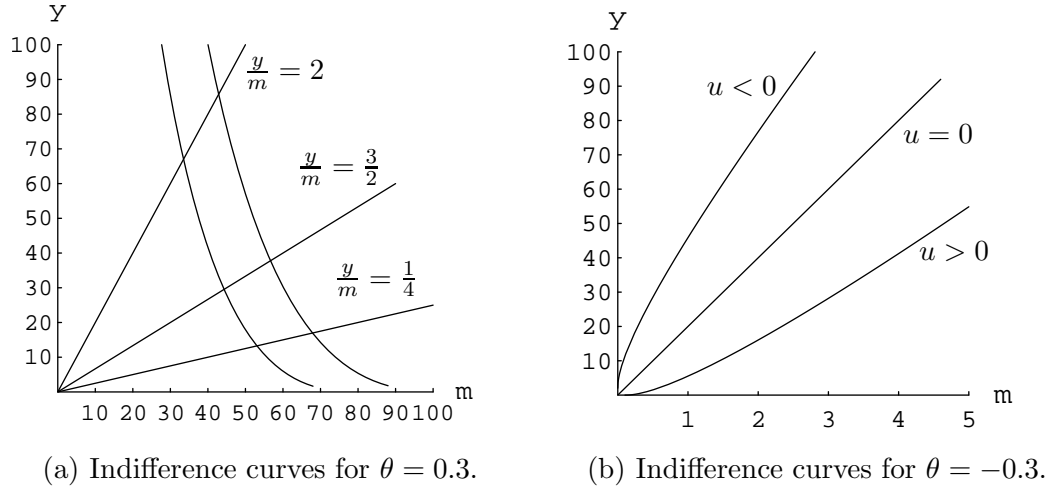 y
100
90
80
70
60
50
40
30
20
10
y/m = 2
y/m = 3/2
y/m = 1/4
m
10 20 30 40 50 60 70 80 90 100
(a) Indifference curves for θ = 0.3.
y
100
90
80
70
60
50
40
30
20
10
u < 0
u = 0
u > 0
m
1 2 3 4 5
(b) Indifference curves for θ = −0.3.